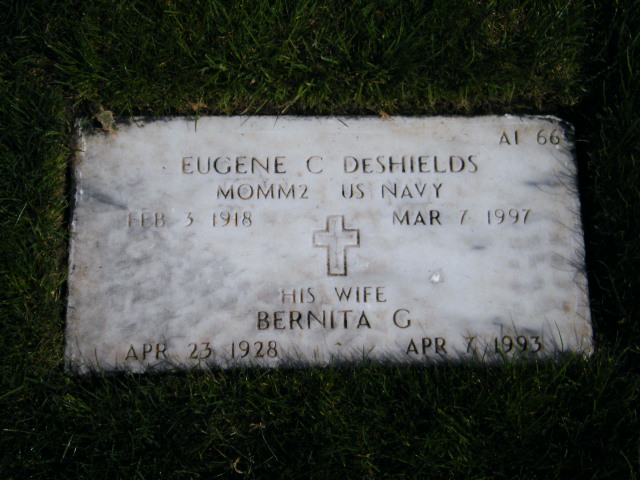 A1 66
EUGENE C DeSHIELDS
MOMM2 US NAVY
FEB 3 1918 MAR 7 1997
HIS WIFE
BERNITA G
APR 23 1928 APR 7 1993